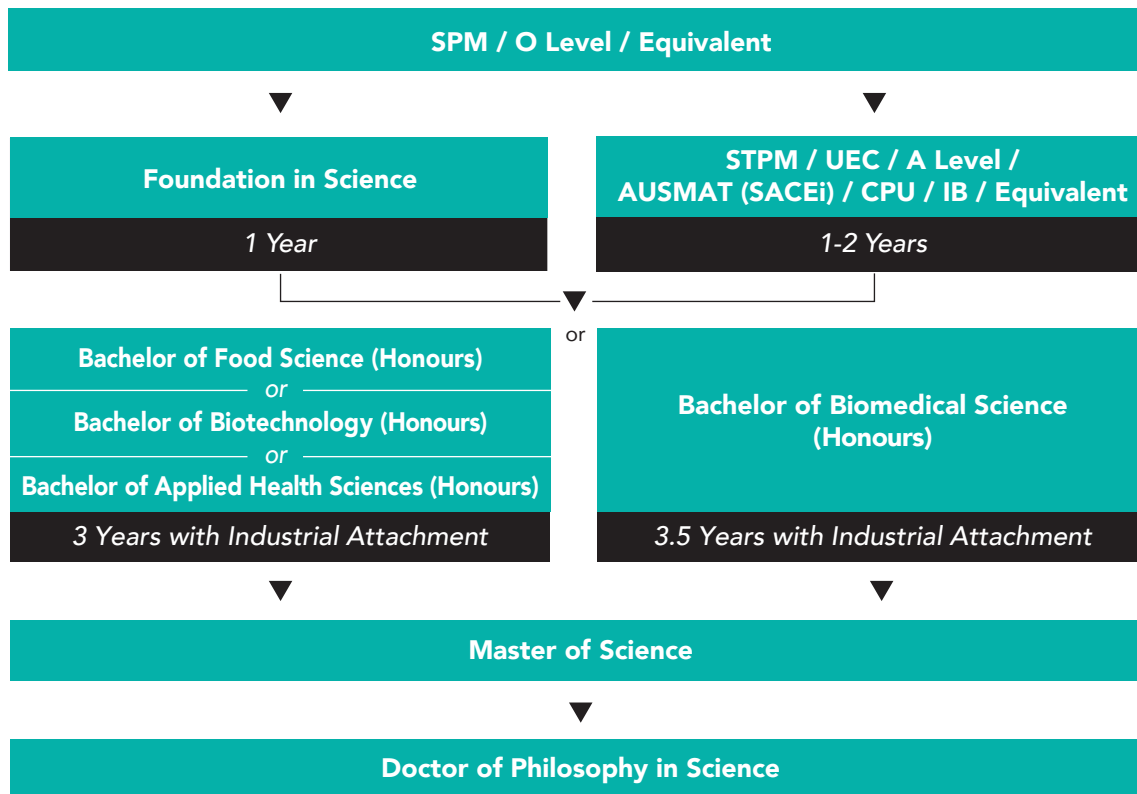 SPM / O Level / Equivalent
Foundation in Science
1 Year
STPM / UEC / A Level /
AUSMAT (SACEi) / CPU / IB / Equivalent
1-2 Years
or
Bachelor of Food Science (Honours)
or
Bachelor of Biotechnology (Honours)
or
Bachelor of Applied Health Sciences (Honours)
3 Years with Industrial Attachment
Bachelor of Biomedical Science
(Honours)
3.5 Years with Industrial Attachment
Master of Science
Doctor of Philosophy in Science